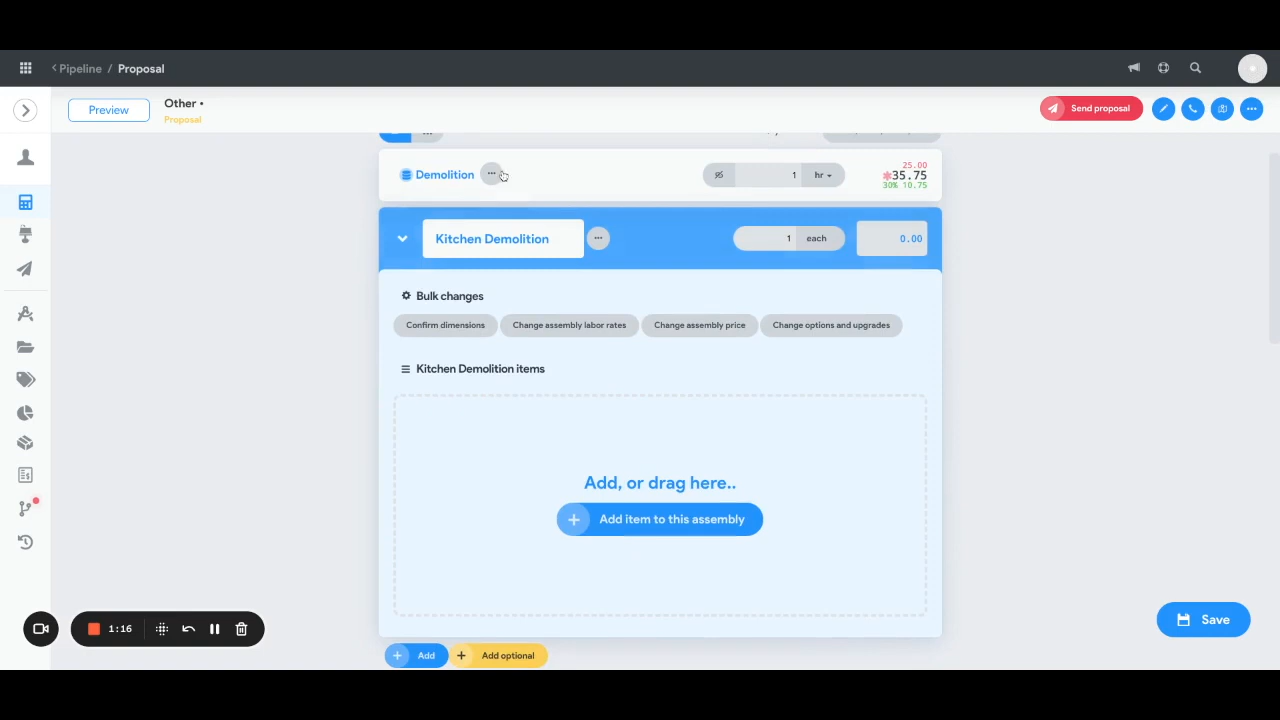 Pipeline / Proposal
Preview
Other •
Proposal
Send proposal
Demolition
1
hr
25.00
*35.75
30% 10.75
Kitchen Demolition
1
each
0.00
Bulk changes
Confirm dimensions
Change assembly labor rates
Change assembly price
Change options and upgrades
Kitchen Demolition items
Add, or drag here..
Add item to this assembly
1:16
Save
Add
Add optional